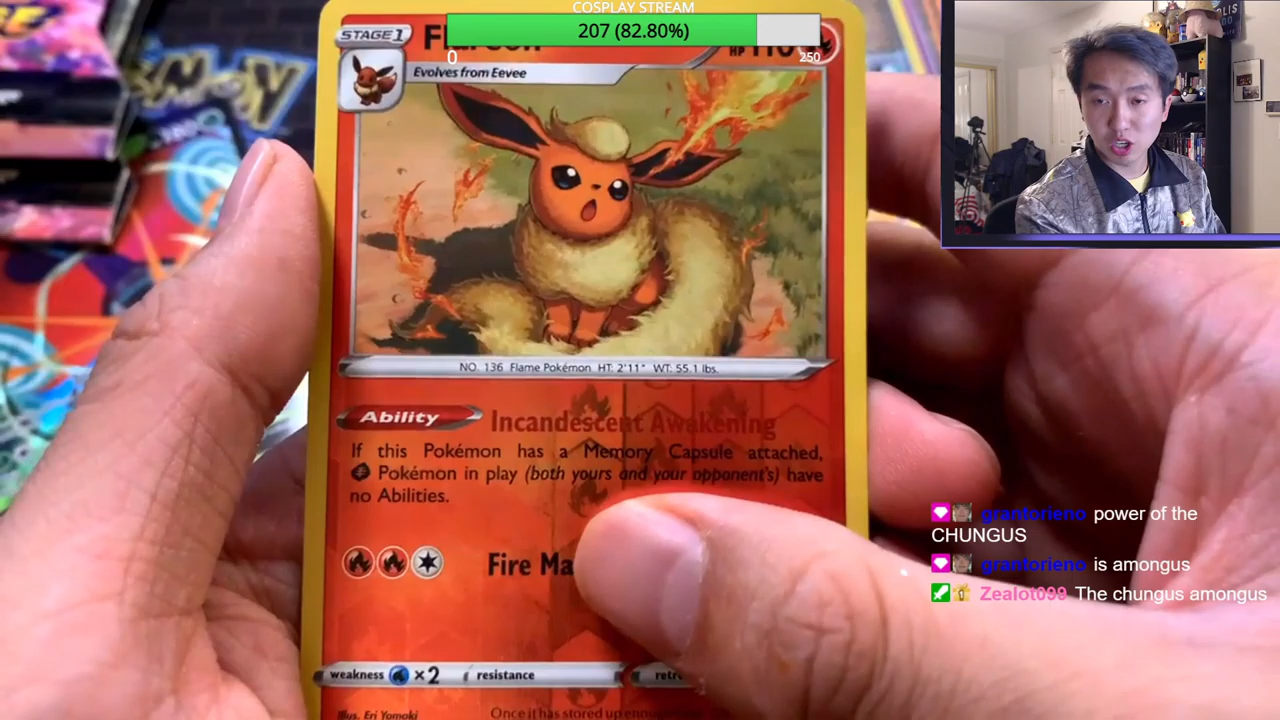 COSPLAY STREAM
207 (82.80%)
0
250
STAGE 1
Evolves from Eevee
NO. 136 Flame Pokémon HT: 2'11" WT: 55.1 lbs.
Ability Incandescent Awakening
If this Pokémon has a Memory Capsule attached,
Pokémon in play (both yours and your opponent's) have
no Abilities.
Fire Ma
weakness ×2 resistance retr
Illus. Eri Yamaki
Once it has stored up enough
grantorieno power of the
CHUNGUS
grantorieno is amongus
Zealot099 The chungus amongus